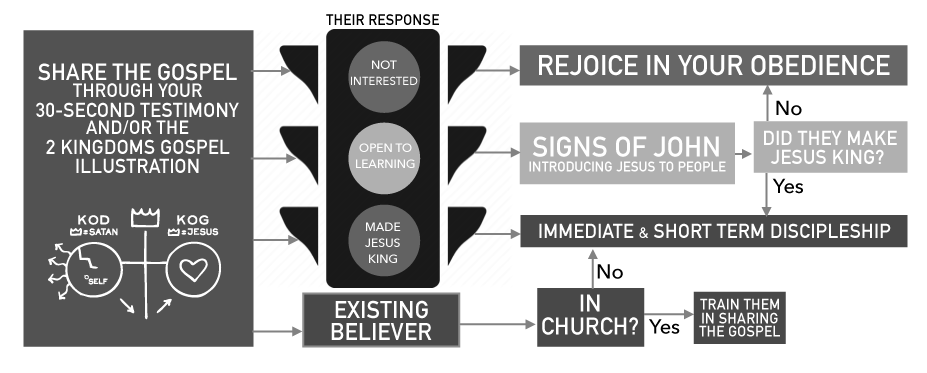 THEIR RESPONSE
SHARE THE GOSPEL
THROUGH YOUR
30-SECOND TESTIMONY
AND/OR THE
2 KINGDOMS GOSPEL
ILLUSTRATION
KOD
=SATAN
SELF
KOG
=JESUS
NOT
INTERESTED
OPEN TO
LEARNING
MADE
JESUS
KING
EXISTING
BELIEVER
REJOICE IN YOUR OBEDIENCE
No
SIGNS OF JOHN
INTRODUCING JESUS TO PEOPLE
DID THEY MAKE
JESUS KING?
Yes
IMMEDIATE & SHORT TERM DISCIPLESHIP
No
IN
CHURCH?
Yes
TRAIN THEM
IN SHARING
THE GOSPEL